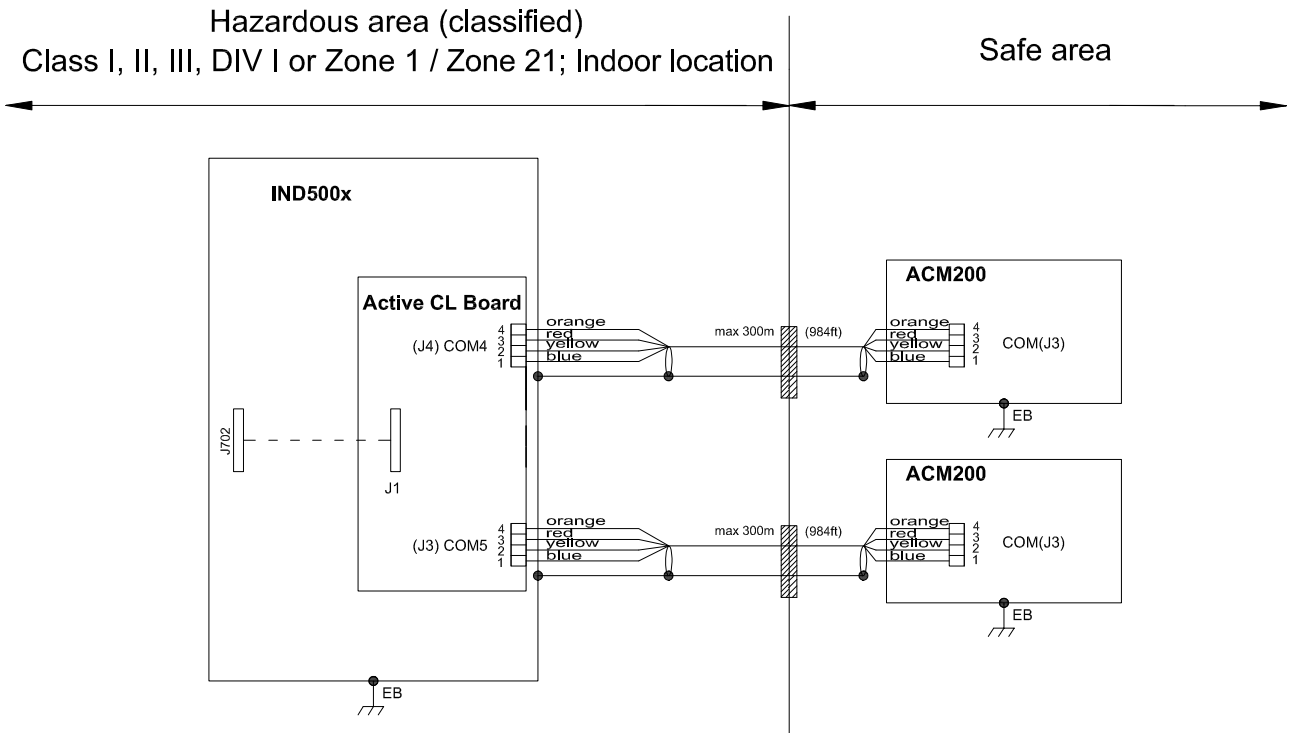 Hazardous area (classified)
Class I, II, III, DIV I or Zone 1 / Zone 21; Indoor location
Safe area
IND500x
Active CL Board
(J4) COM4
4
3
2
1
orange
red
yellow
blue
max 300m
(984ft)
ACM200
orange
red
yellow
blue
4
3
2
1
COM(J3)
EB
J702
J1
(J3) COM5
4
3
2
1
orange
red
yellow
blue
max 300m
(984ft)
ACM200
orange
red
yellow
blue
4
3
2
1
COM(J3)
EB
EB